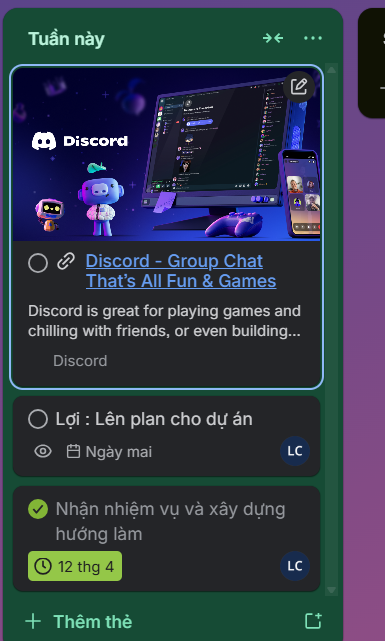 Tuần này
Discord
Discord - Group Chat
That's All Fun & Games
Discord is great for playing games and
chilling with friends, or even building...
Discord
Lợi : Lên plan cho dự án
Ngày mai
LC
Nhận nhiệm vụ và xây dựng
hướng làm
12 thg 4
LC
Thêm thẻ